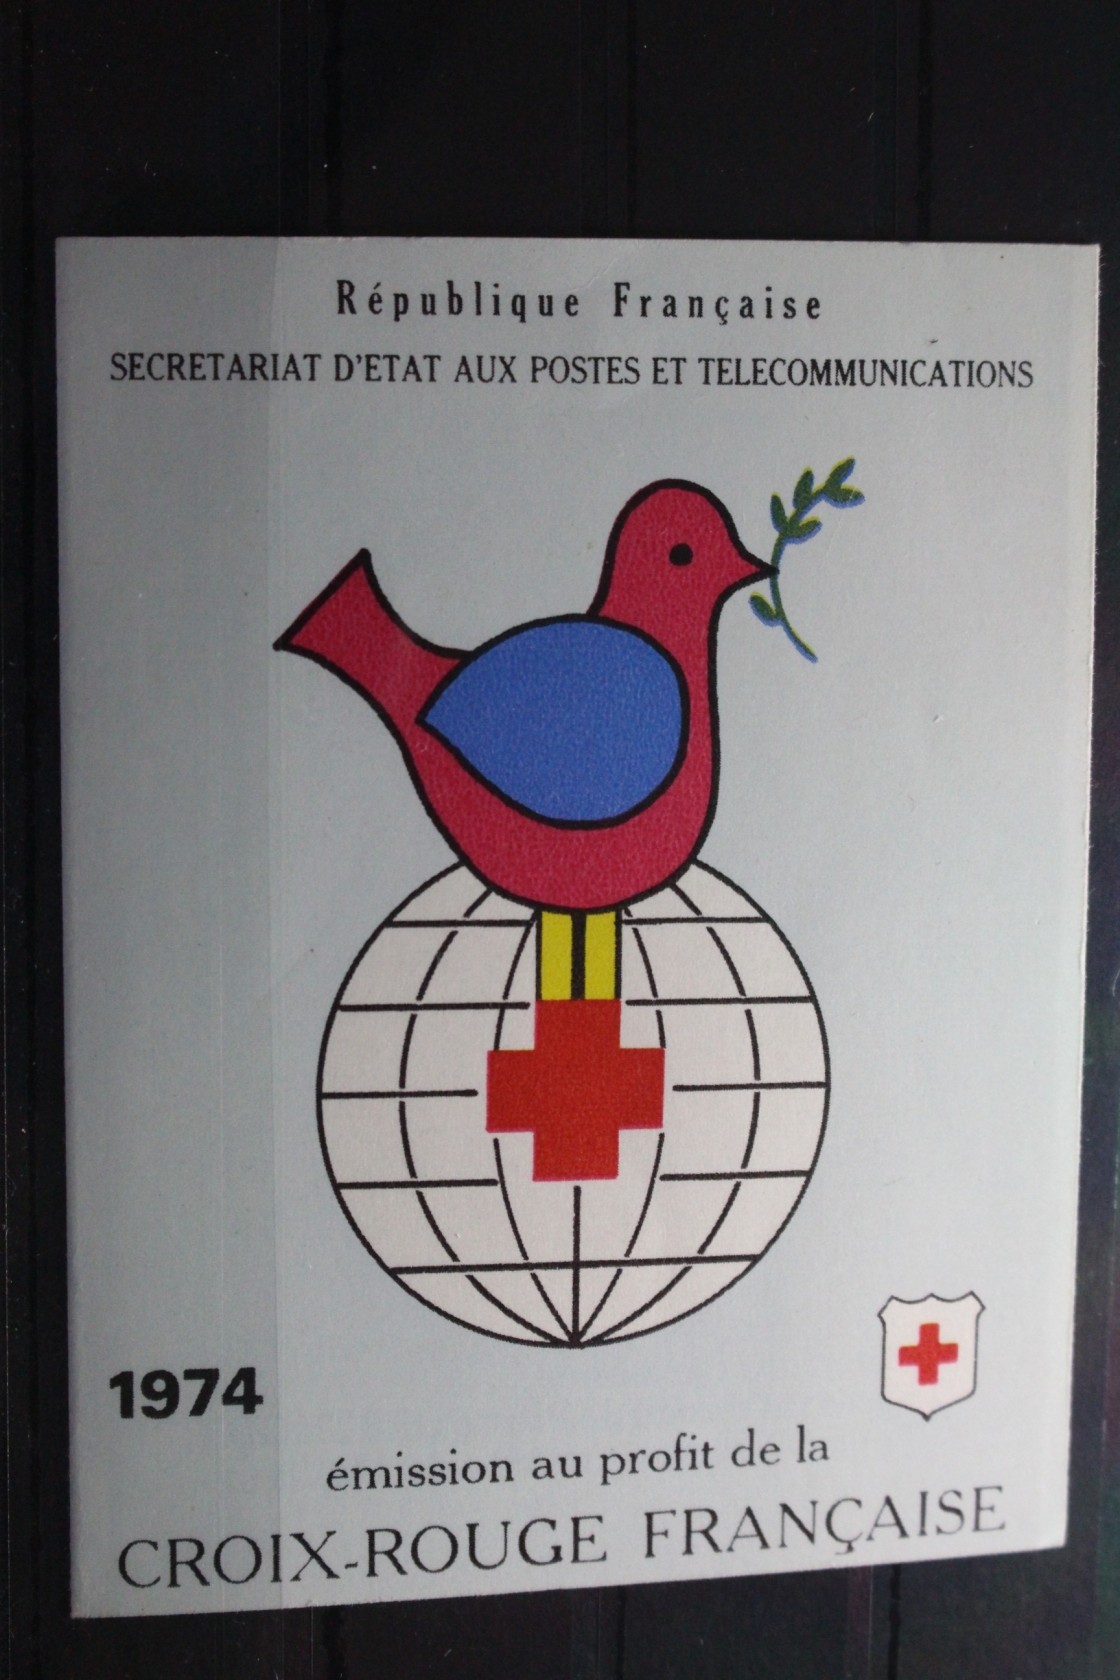 République Française
SECRETARIAT D'ETAT AUX POSTES ET TELECOMMUNICATIONS
1974
émission au profit de la
CROIX-ROUGE FRANÇAISE